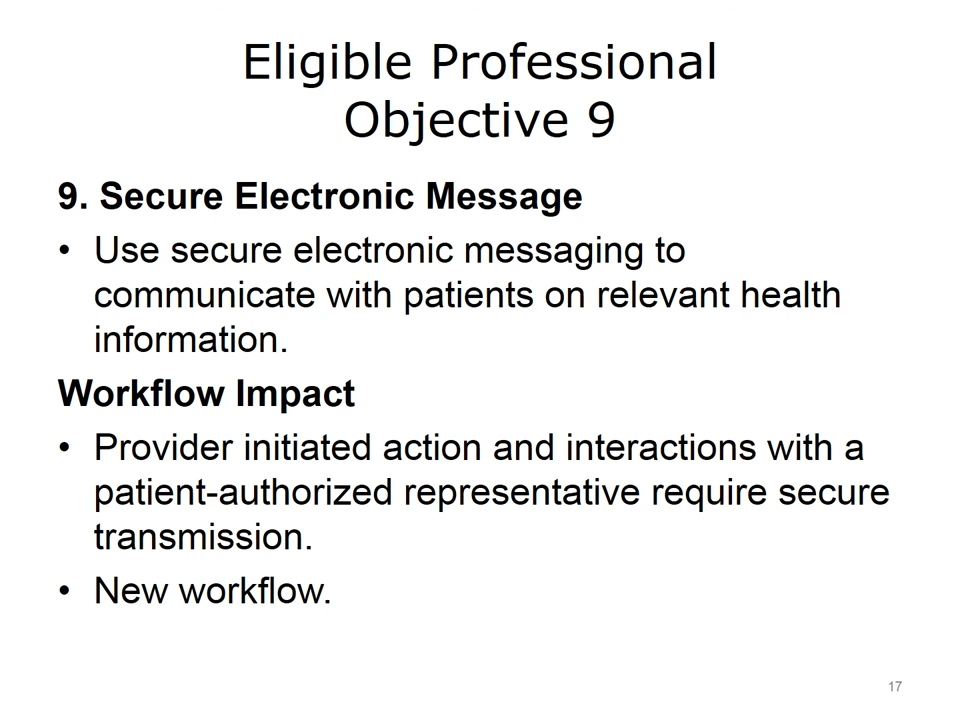 Eligible Professional
Objective 9
9. Secure Electronic Message
• Use secure electronic messaging to
communicate with patients on relevant health
information.
Workflow Impact
• Provider initiated action and interactions with a
patient-authorized representative require secure
transmission.
• New workflow.
17